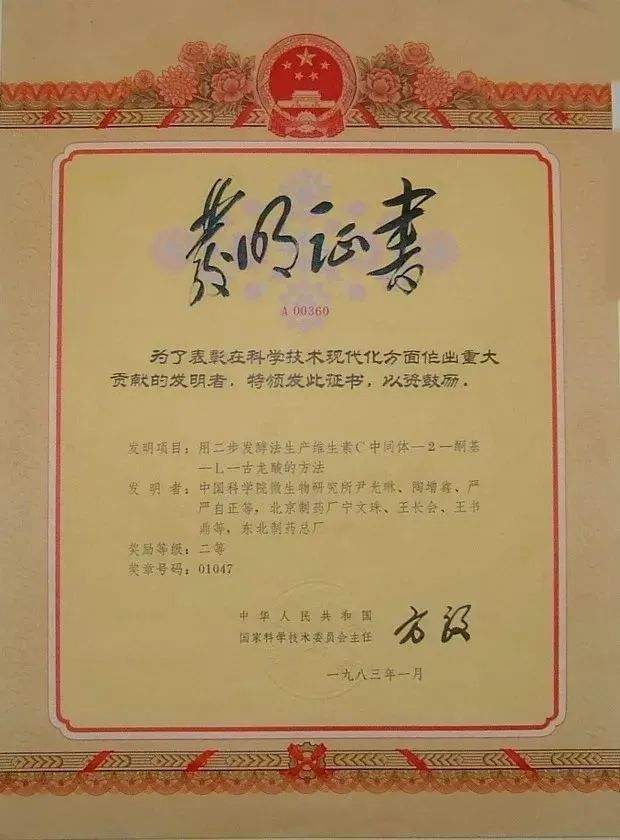 发明证书
A 00360
为了表彰在科学技术现代化方面作出重大
贡献的发明者，特颁发此证书，以资鼓励．
发明项目：用二步发酵法生产维生素C中间体—2—酮基
—L—古龙酸的方法
发 明 者：中国科学院微生物研究所尹光琳、陶增鑫、严
严自正等，北京制药厂宁文珠、王长会、王书
鼎等，东北制药总厂
奖励等级：二等
奖章号码：01047
中华人民共和国
国家科学技术委员会主任 方毅
一九八三年一月